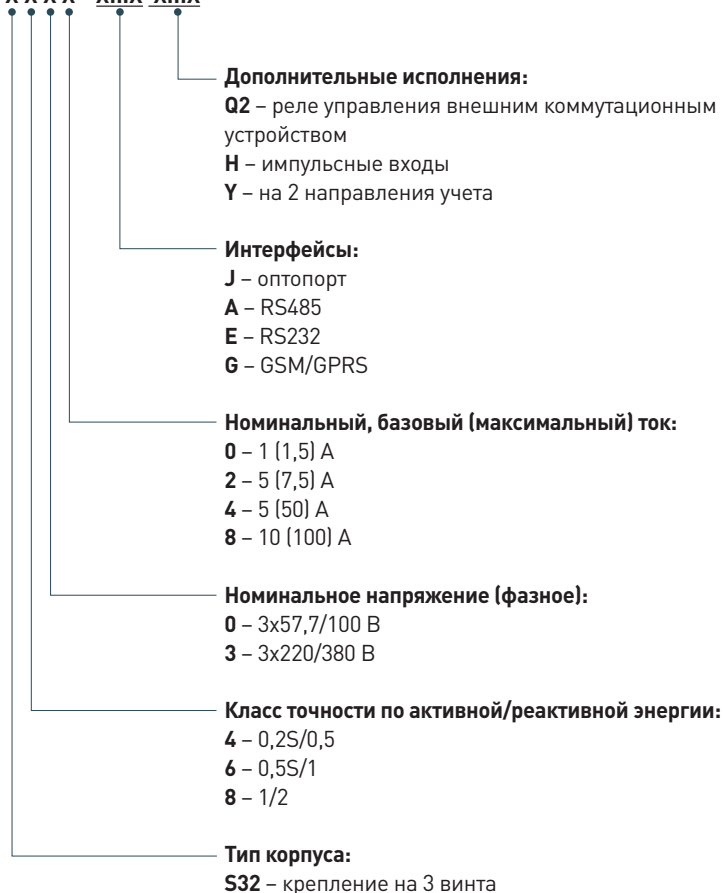 Дополнительные исполнения:
Q2 – реле управления внешним коммутационным
устройством
H – импульсные входы
Y – на 2 направления учета
Интерфейсы:
J – оптопорт
A – RS485
E – RS232
G – GSM/GPRS
Номинальный, базовый (максимальный) ток:
0 – 1 (1,5) А
2 – 5 (7,5) А
4 – 5 (50) А
8 – 10 (100) А
Номинальное напряжение (фазное):
0 – 3х57,7/100 В
3 – 3х220/380 В
Класс точности по активной/реактивной энергии:
4 – 0,2S/0,5
6 – 0,5S/1
8 – 1/2
Тип корпуса:
S32 – крепление на 3 винта